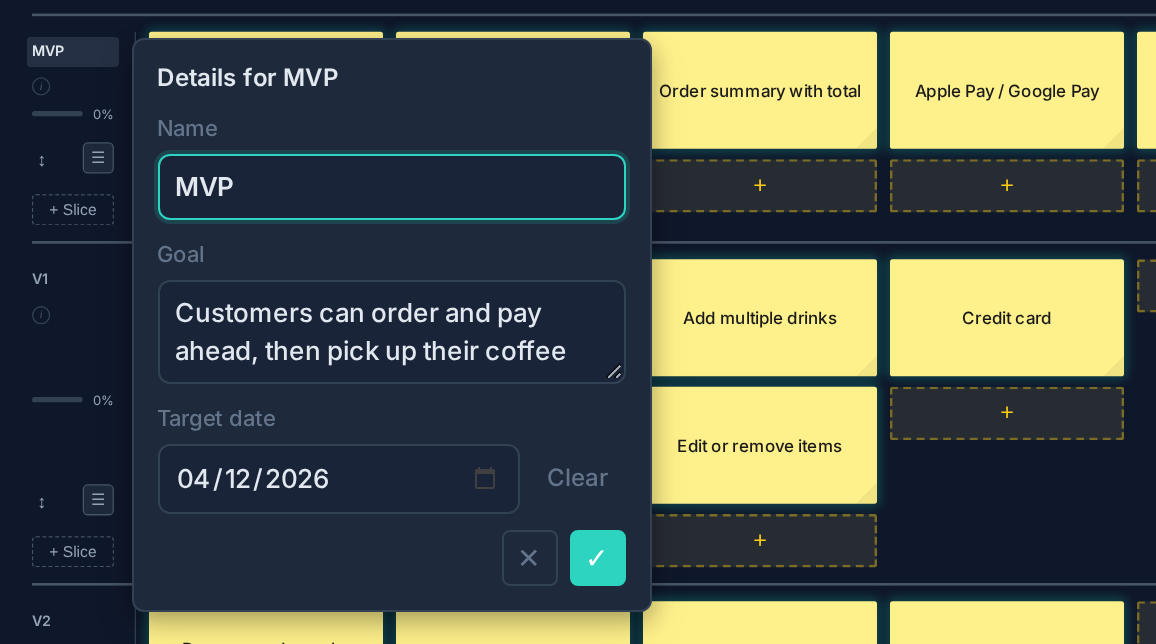 MVP
0%
+ Slice
V1
0%
+ Slice
V2
Details for MVP
Name
MVP
Goal
Customers can order and pay
ahead, then pick up their coffee
Target date
04/12/2026
Clear
Order summary with total
Apple Pay / Google Pay
+
+
Add multiple drinks
Credit card
+
Edit or remove items
+